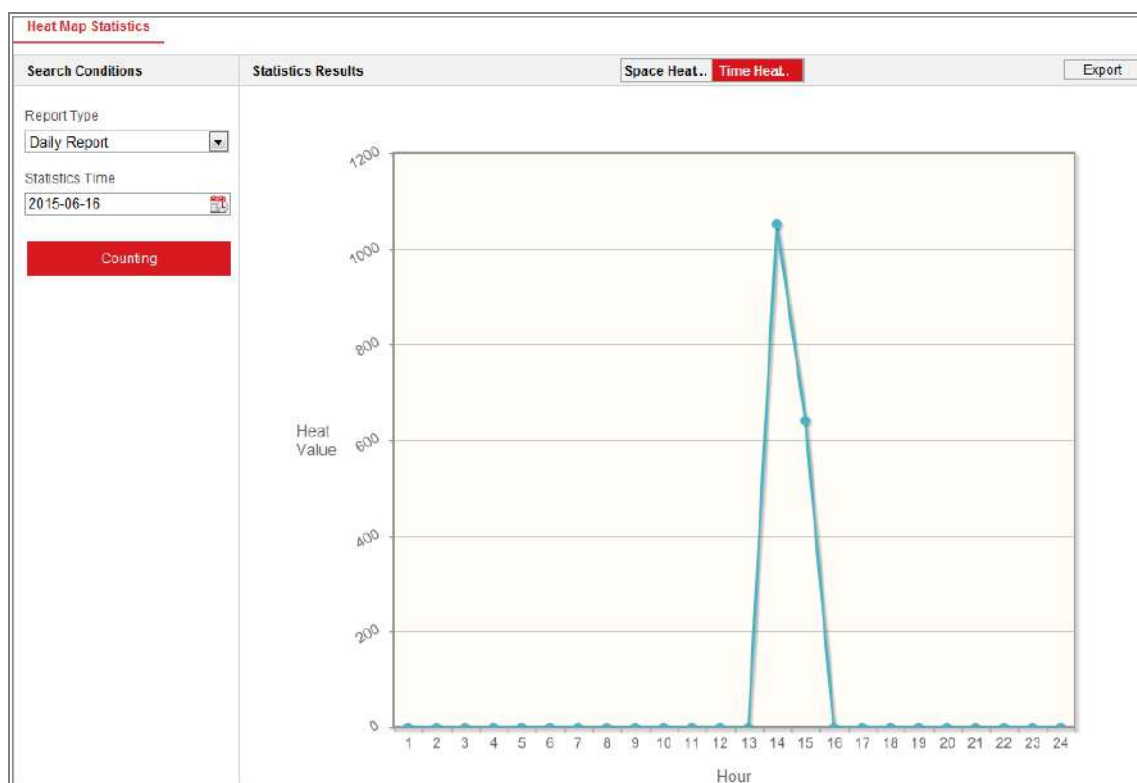 Heat Map Statistics
Search Conditions
Statistics Results
Space Heat...
Time Heat..
Export
Report Type
Daily Report
Statistics Time
2015-06-16
Counting
1200
1000
800
600
400
200
0
Heat
Value
1 2 3 4 5 6 7 8 9 10 11 12 13 14 15 16 17 18 19 20 21 22 23 24
Hour